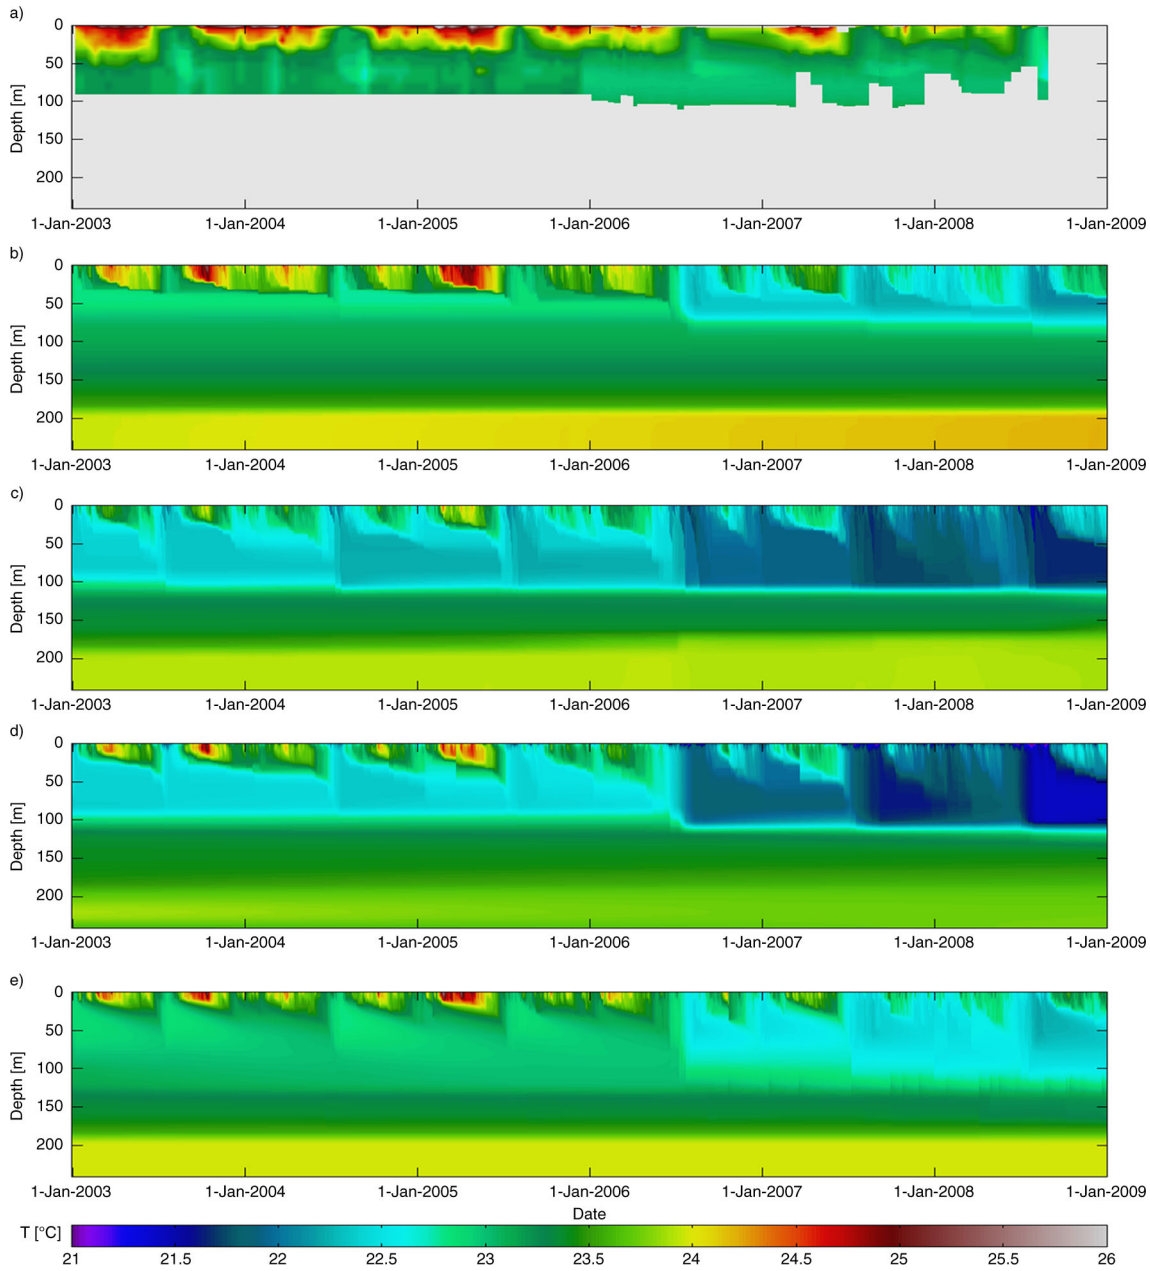 a)
0
50
100
150
200
Depth [m]
1-Jan-2003 1-Jan-2004 1-Jan-2005 1-Jan-2006 1-Jan-2007 1-Jan-2008 1-Jan-2009
b)
0
50
100
150
200
Depth [m]
1-Jan-2003 1-Jan-2004 1-Jan-2005 1-Jan-2006 1-Jan-2007 1-Jan-2008 1-Jan-2009
c)
0
50
100
150
200
Depth [m]
1-Jan-2003 1-Jan-2004 1-Jan-2005 1-Jan-2006 1-Jan-2007 1-Jan-2008 1-Jan-2009
d)
0
50
100
150
200
Depth [m]
1-Jan-2003 1-Jan-2004 1-Jan-2005 1-Jan-2006 1-Jan-2007 1-Jan-2008 1-Jan-2009
e)
0
50
100
150
200
Depth [m]
1-Jan-2003 1-Jan-2004 1-Jan-2005 1-Jan-2006 1-Jan-2007 1-Jan-2008 1-Jan-2009
Date
T [°C]
21 21.5 22 22.5 23 23.5 24 24.5 25 25.5 26